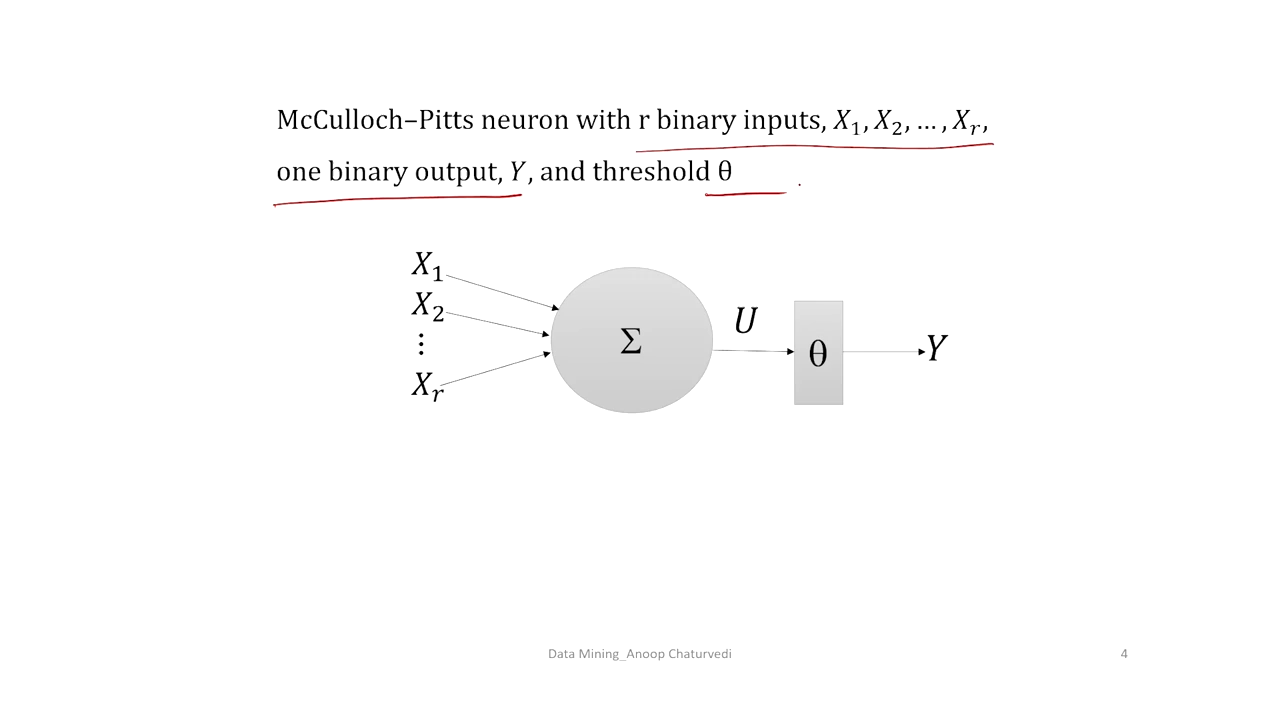 McCulloch–Pitts neuron with r binary inputs, X₁, X₂, … , Xᵣ,
one binary output, Y, and threshold θ
X₁
X₂
⋮
Xᵣ
Σ
U
θ
Y
Data Mining_Anoop Chaturvedi
4